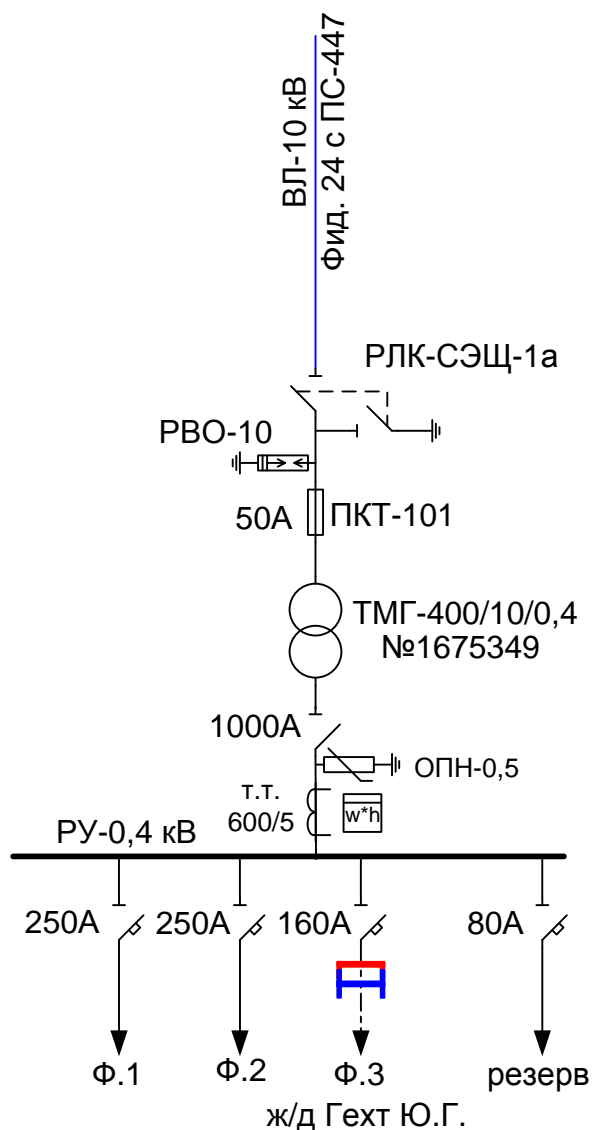 ВЛ-10 кВ
Фид. 24 с ПС-447
РЛК-СЭЩ-1а
РВО-10
50А
ПКТ-101
ТМГ-400/10/0,4
№1675349
1000А
ОПН-0,5
т.т.
600/5
w*h
РУ-0,4 кВ
250А
250А
160А
80А
Ф.1
Ф.2
Ф.3
резерв
ж/д Гехт Ю.Г.